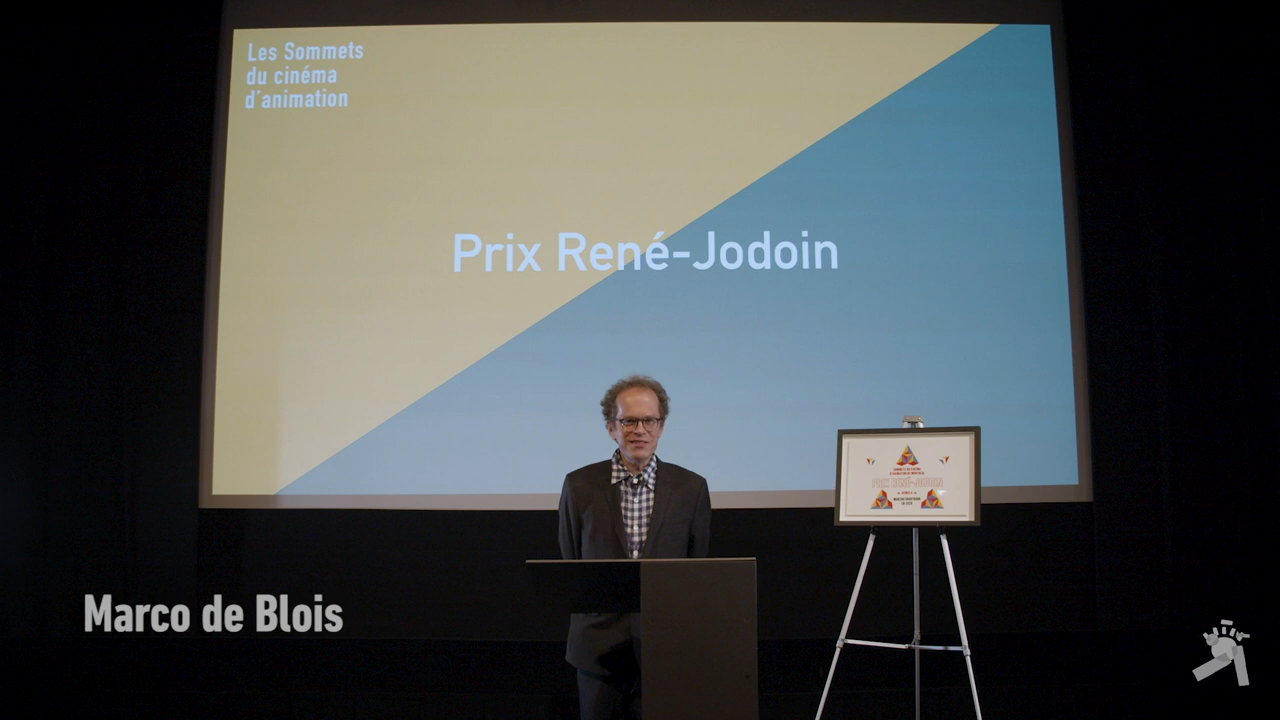 Les Sommets
du cinéma
d'animation
Prix René-Jodoin
PRIX RENÉ-JODOIN
Marco de Blois